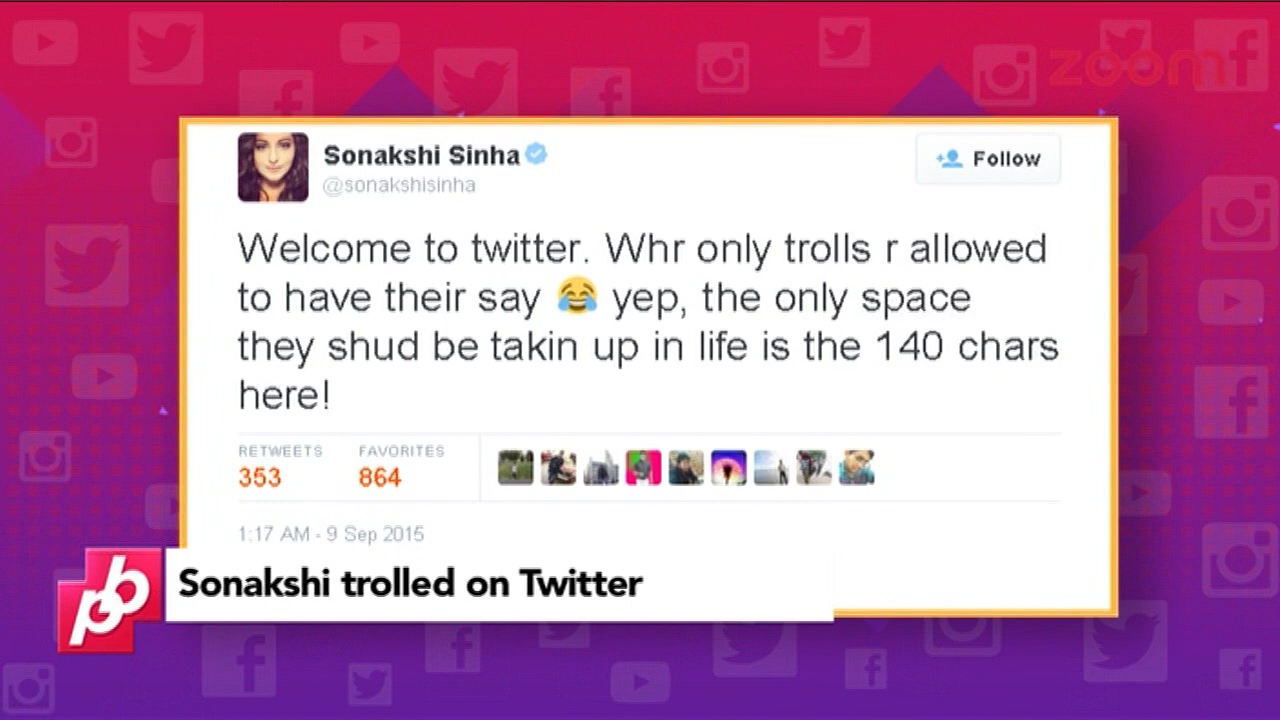 zoom
Sonakshi Sinha
Follow
@sonakshisinha
Welcome to twitter. Whr only trolls r allowed
to have their say 😂 yep, the only space
they shud be takin up in life is the 140 chars
here!
RETWEETS FAVORITES
353 864
1:17 AM - 9 Sep 2015
pb Sonakshi trolled on Twitter